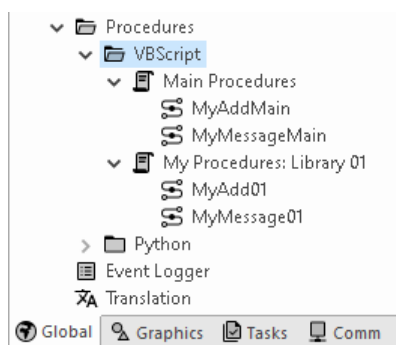 Procedures
VBScript
Main Procedures
MyAddMain
MyMessageMain
My Procedures: Library 01
MyAdd01
MyMessage01
Python
Event Logger
Translation
Global Graphics Tasks Comm